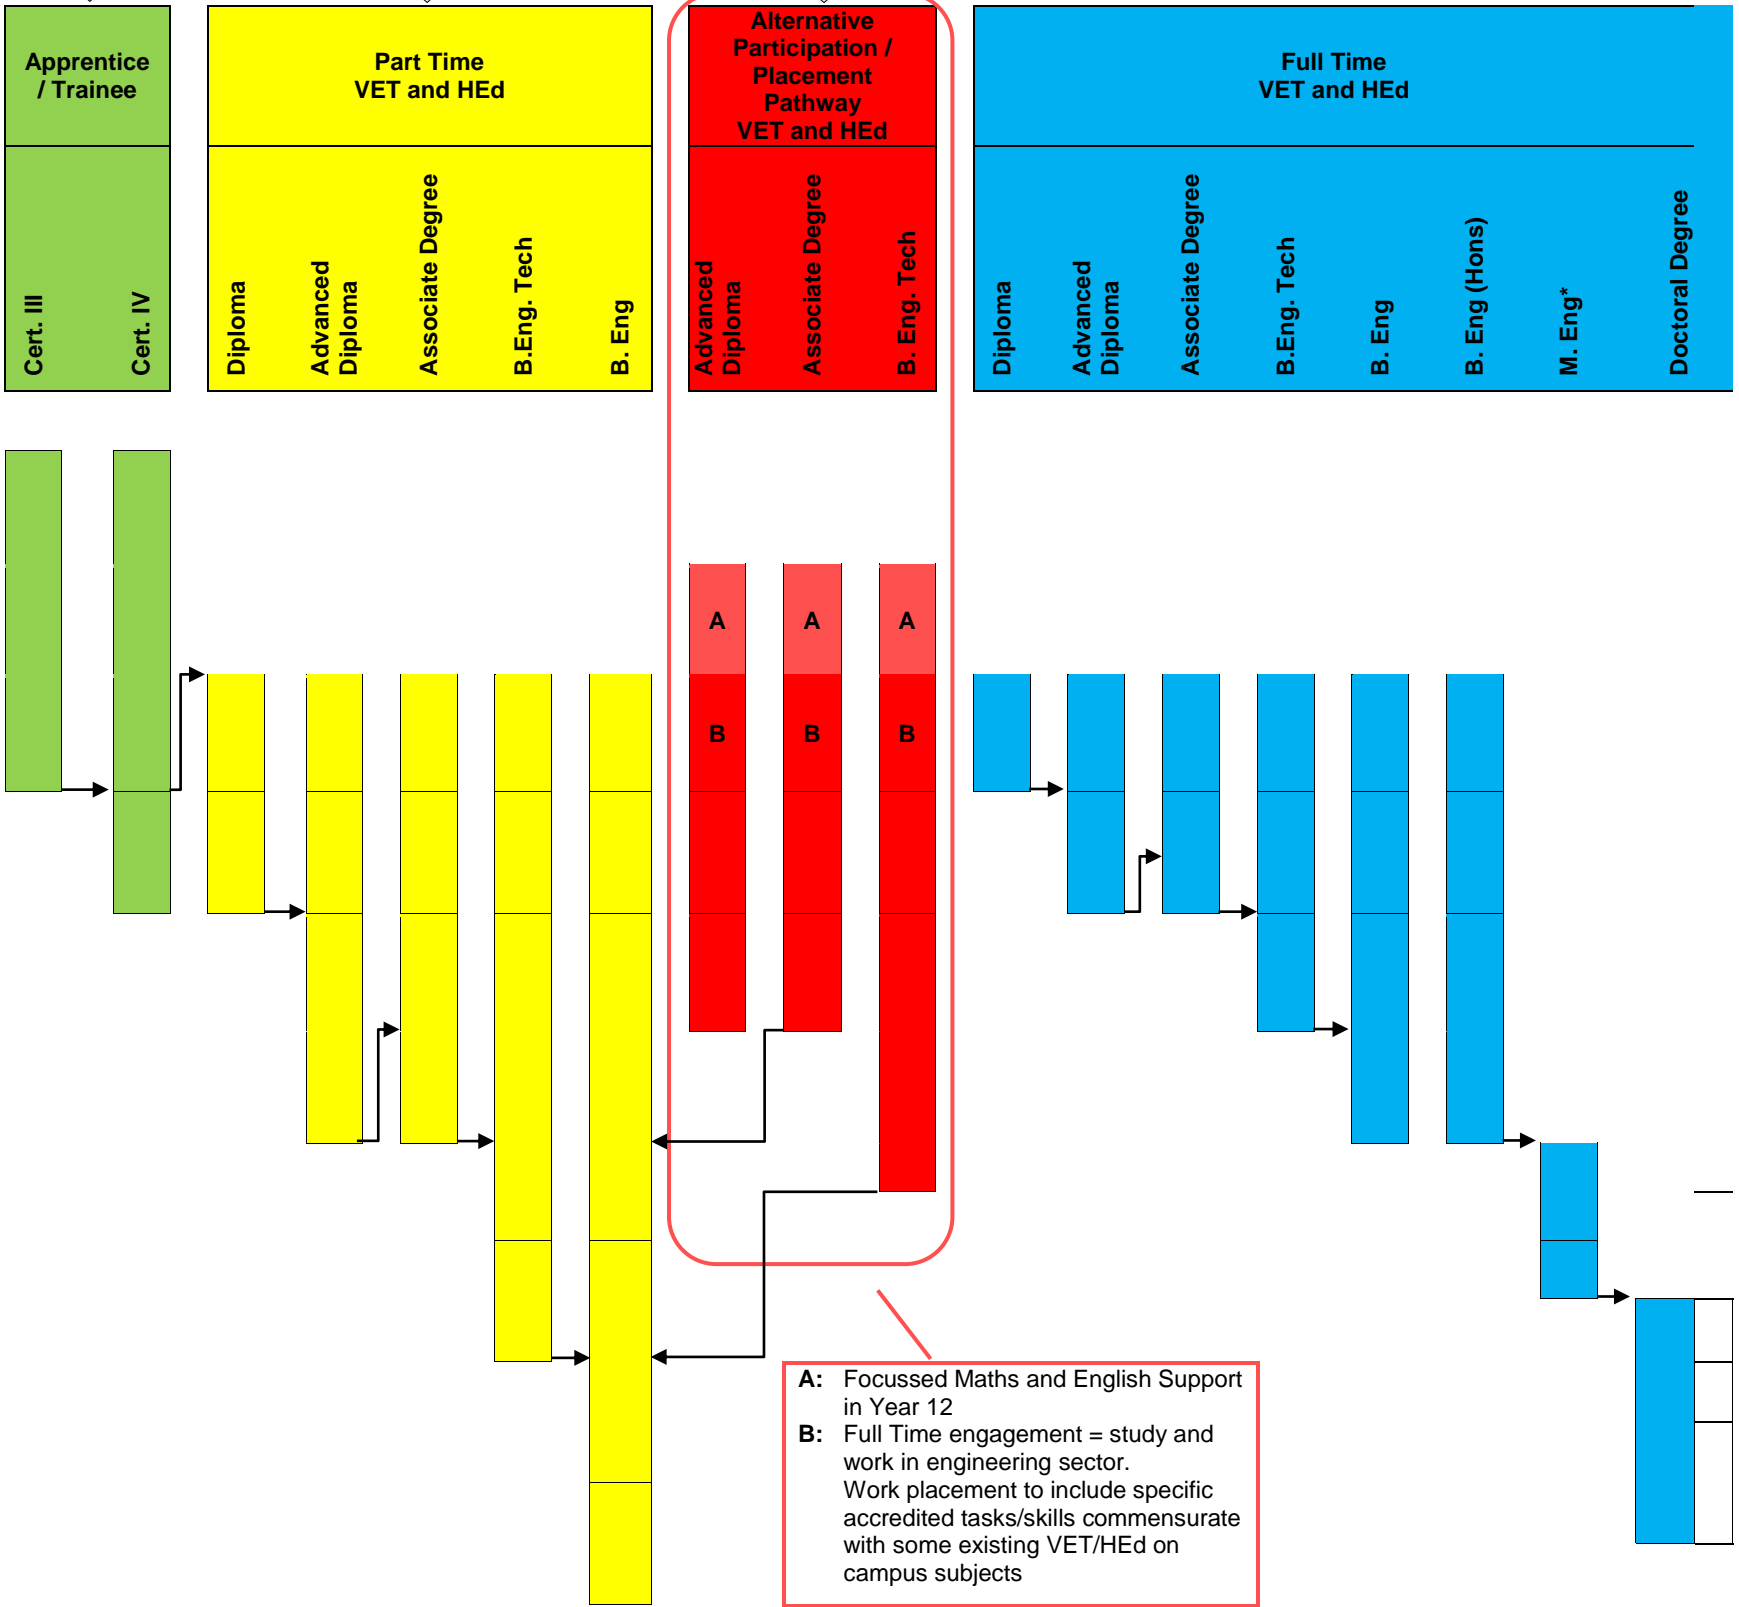 Apprentice
/ Trainee
Part Time
VET and HEd
Alternative
Participation /
Placement
Pathway
VET and HEd
Full Time
VET and HEd
Cert. III
Cert. IV
Diploma
Advanced
Diploma
Associate Degree
B.Eng. Tech
B. Eng
Advanced
Diploma
Associate Degree
B. Eng. Tech
Diploma
Advanced
Diploma
Associate Degree
B.Eng. Tech
B. Eng
B. Eng (Hons)
M. Eng*
Doctoral Degree
A
A
A
B
B
B
A: Focussed Maths and English Support
in Year 12
B: Full Time engagement = study and
work in engineering sector.
Work placement to include specific
accredited tasks/skills commensurate
with some existing VET/HEd on
campus subjects